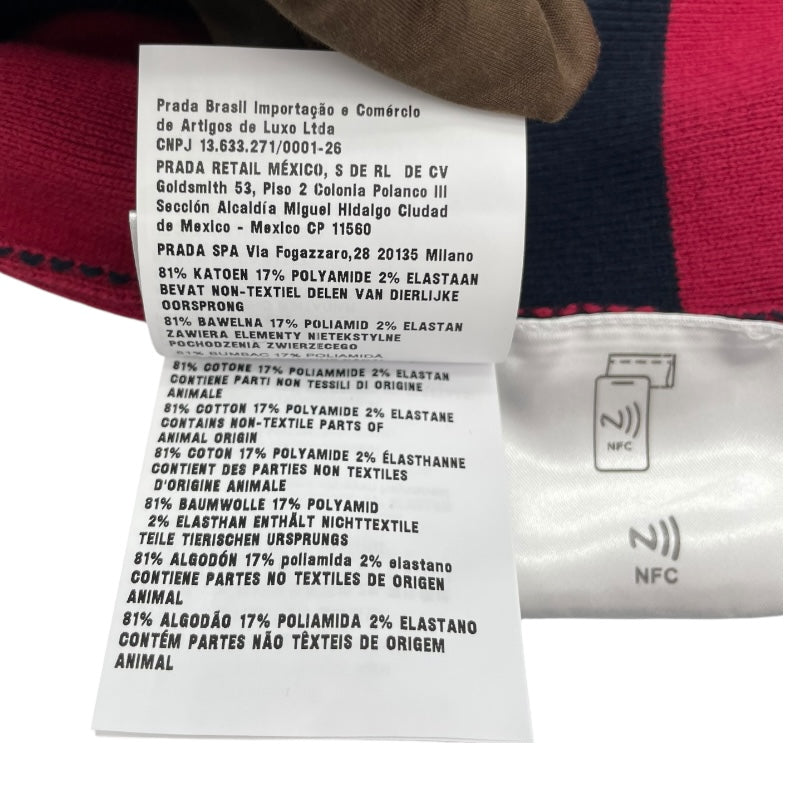 Prada Brasil Importação e Comércio
de Artigos de Luxo Ltda
CNPJ 13.633.271/0001-26
PRADA RETAIL MÉXICO, S DE RL DE CV
Goldsmith 53, Piso 2 Colonia Polanco III
Sección Alcaldía Miguel Hidalgo Ciudad
de Mexico - Mexico CP 11560
PRADA SPA Via Fogazzaro,28 20135 Milano
81% KATOEN 17% POLYAMIDE 2% ELASTAAN
BEVAT NON-TEXTIEL DELEN VAN DIERLIJKE
OORSPRONG
81% BAWELNA 17% POLIAMID 2% ELASTAN
ZAWIERA ELEMENTY NIETEKSTYLNE
POCHODZENIA ZWIERZECEGO
81% BUMBAC 17% POLIAMIDA
81% COTONE 17% POLIAMMIDE 2% ELASTAN
CONTIENE PARTI NON TESSILI DI ORIGINE
ANIMALE
81% COTTON 17% POLYAMIDE 2% ELASTANE
CONTAINS NON-TEXTILE PARTS OF
ANIMAL ORIGIN
81% COTON 17% POLYAMIDE 2% ÉLASTHANNE
CONTIENT DES PARTIES NON TEXTILES
D'ORIGINE ANIMALE
81% BAUMWOLLE 17% POLYAMID
2% ELASTHAN ENTHÄLT NICHTTEXTILE
TEILE TIERISCHEN URSPRUNGS
81% ALGODÓN 17% poliamida 2% elastano
CONTIENE PARTES NO TEXTILES DE ORIGEN
ANIMAL
81% ALGODÃO 17% POLIAMIDA 2% ELASTANO
CONTÉM PARTES NÃO TÊXTEIS DE ORIGEM
ANIMAL
NFC
NFC